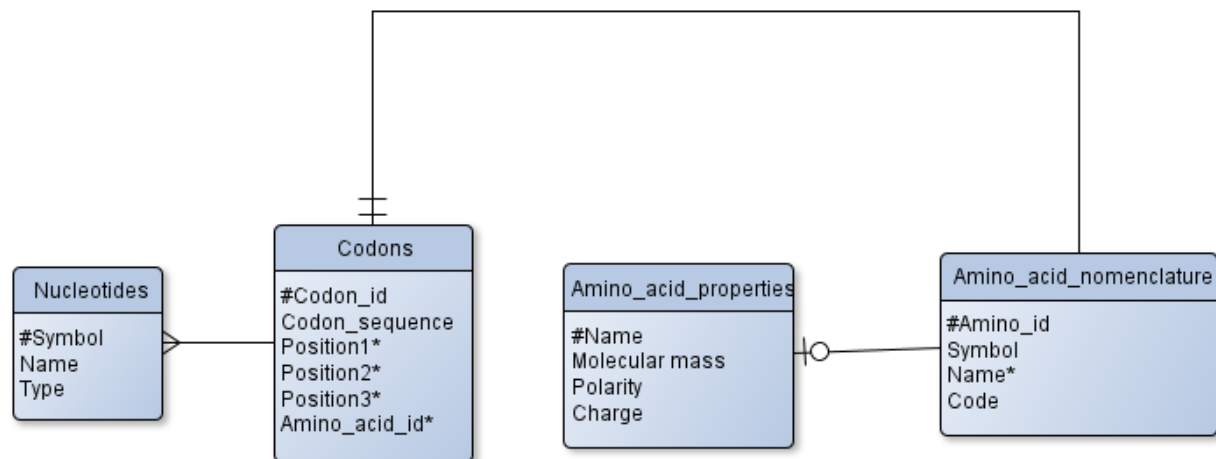 Nucleotides
#Symbol
Name
Type
Codons
#Codon_id
Codon_sequence
Position1*
Position2*
Position3*
Amino_acid_id*
Amino_acid_properties
#Name
Molecular mass
Polarity
Charge
Amino_acid_nomenclature
#Amino_id
Symbol
Name*
Code